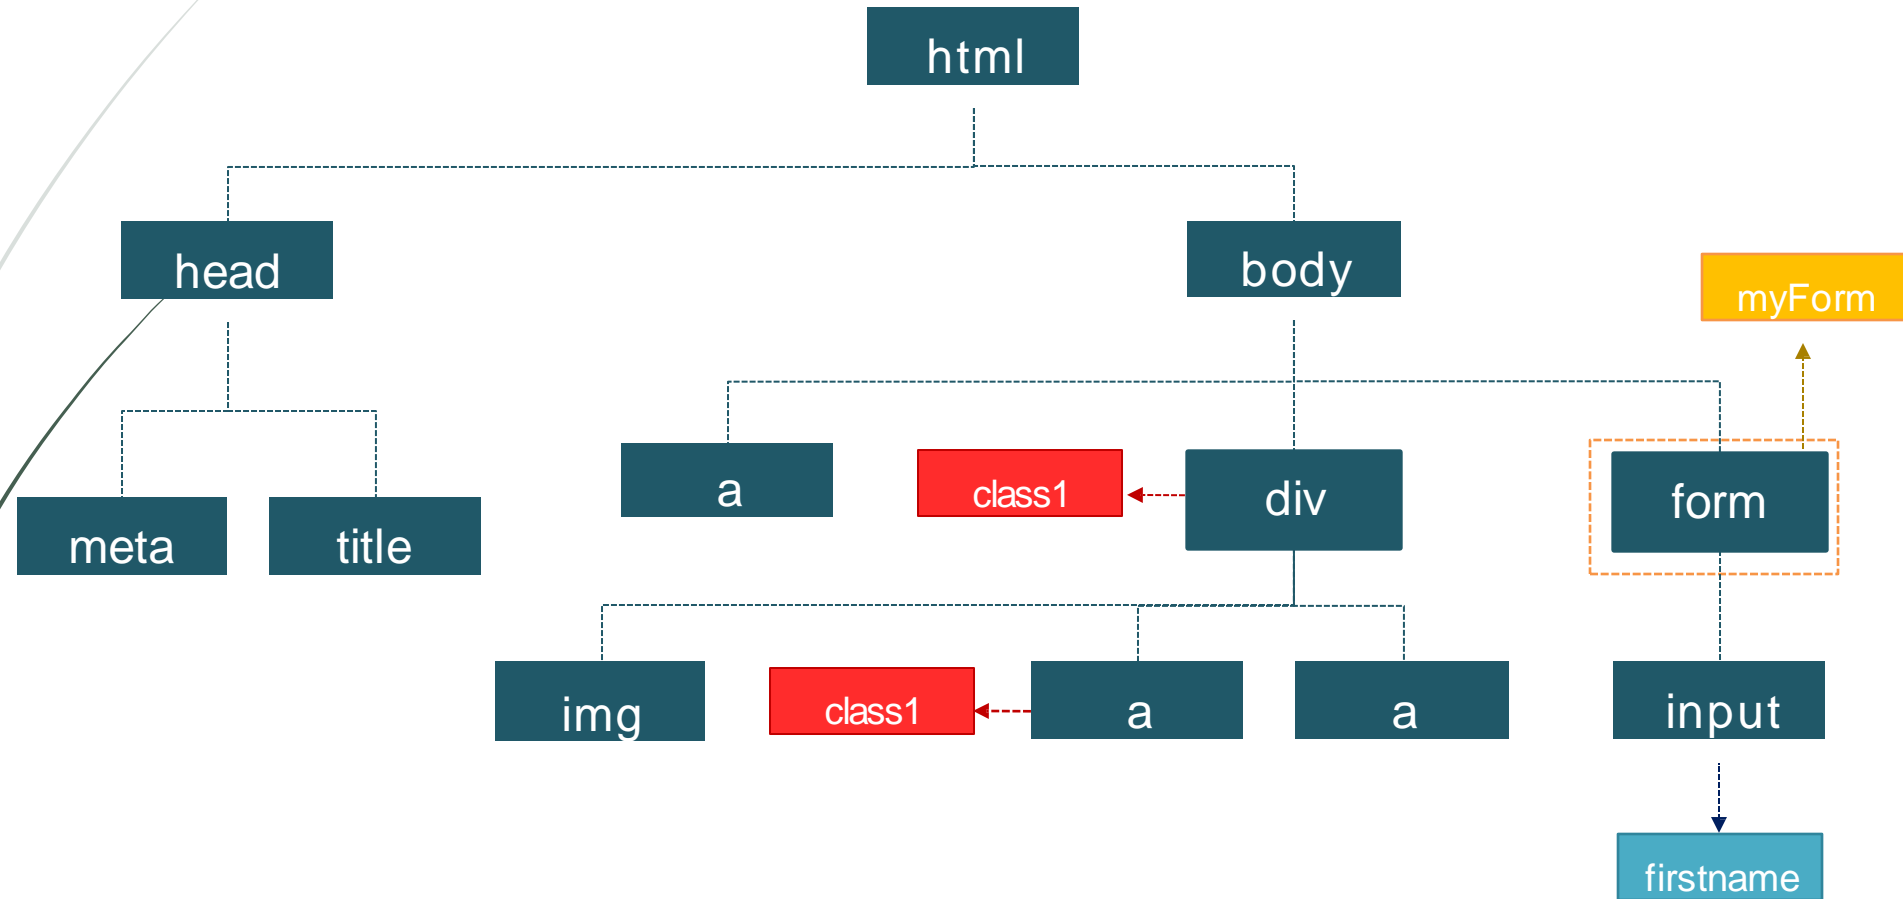 html
head
body
myForm
a
class1
div
form
meta
title
img
class1
a
a
input
firstname